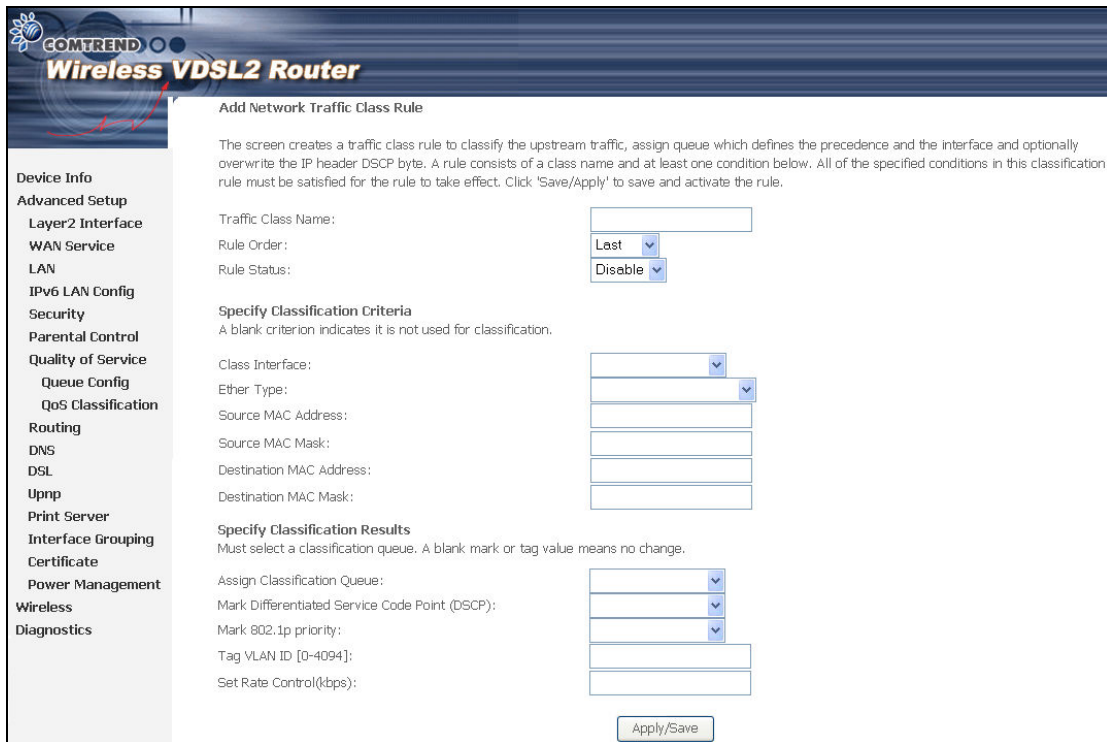 COMTREND
Wireless VDSL2 Router
Device Info
Advanced Setup
Layer2 Interface
WAN Service
LAN
IPv6 LAN Config
Security
Parental Control
Quality of Service
Queue Config
QoS Classification
Routing
DNS
DSL
Upnp
Print Server
Interface Grouping
Certificate
Power Management
Wireless
Diagnostics
Add Network Traffic Class Rule
The screen creates a traffic class rule to classify the upstream traffic, assign queue which defines the precedence and the interface and optionally
overwrite the IP header DSCP byte. A rule consists of a class name and at least one condition below. All of the specified conditions in this classification
rule must be satisfied for the rule to take effect. Click 'Save/Apply' to save and activate the rule.
Traffic Class Name:
Rule Order: Last
Rule Status: Disable
Specify Classification Criteria
A blank criterion indicates it is not used for classification.
Class Interface:
Ether Type:
Source MAC Address:
Source MAC Mask:
Destination MAC Address:
Destination MAC Mask:
Specify Classification Results
Must select a classification queue. A blank mark or tag value means no change.
Assign Classification Queue:
Mark Differentiated Service Code Point (DSCP):
Mark 802.1p priority:
Tag VLAN ID [0-4094]:
Set Rate Control(kbps):
Apply/Save